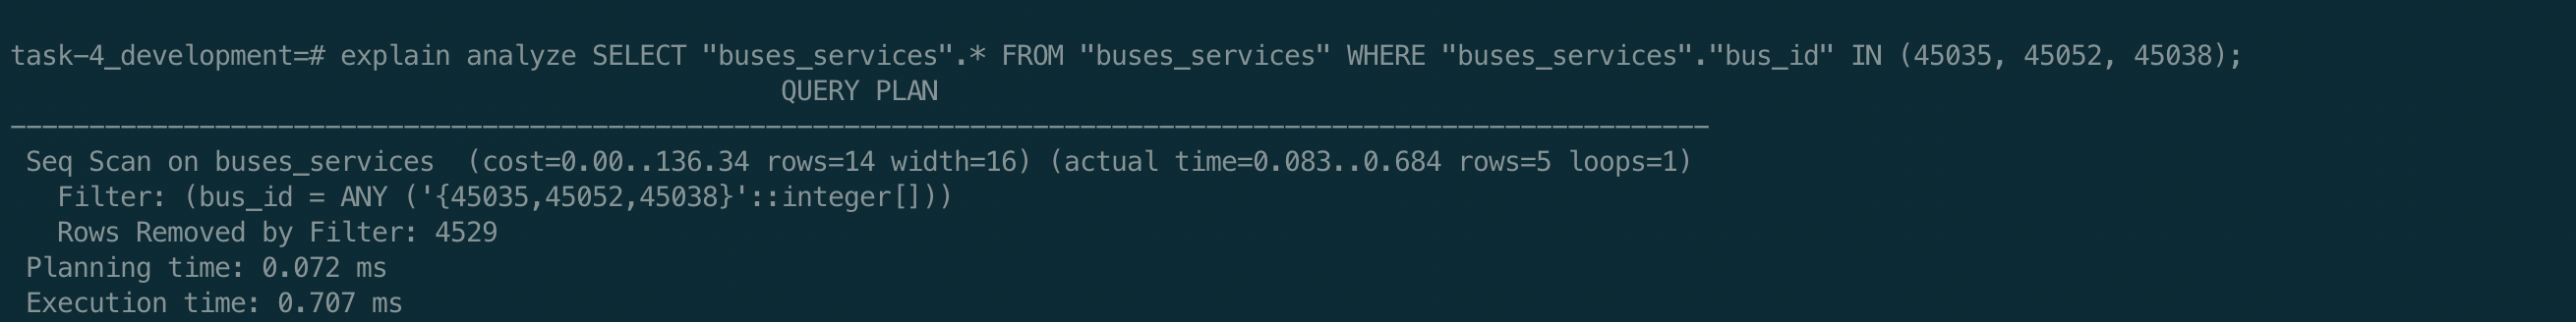 task-4_development=# explain analyze SELECT "buses_services".* FROM "buses_services" WHERE "buses_services"."bus_id" IN (45035, 45052, 45038);
QUERY PLAN
------------------------------------------------------------------------------------------------------------
Seq Scan on buses_services  (cost=0.00..136.34 rows=14 width=16) (actual time=0.083..0.684 rows=5 loops=1)
Filter: (bus_id = ANY ('{45035,45052,45038}'::integer[]))
Rows Removed by Filter: 4529
Planning time: 0.072 ms
Execution time: 0.707 ms